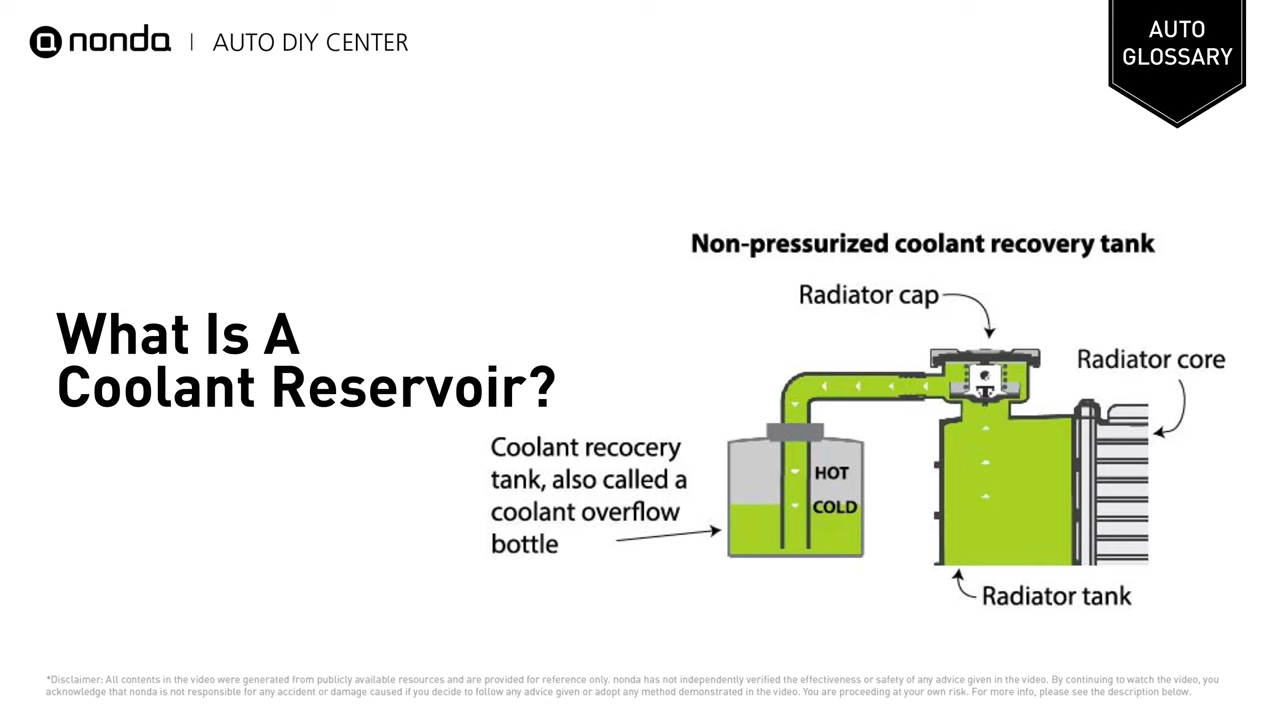 nonda | AUTO DIY CENTER
AUTO
GLOSSARY
Non-pressurized coolant recovery tank
Radiator cap
Radiator core
What Is A
Coolant Reservoir?
Coolant recocery
tank, also called a
coolant overflow
bottle
HOT
COLD
Radiator tank
*Disclaimer: All contents in the video were generated from publicly available resources and are provided for reference only. nonda has not independently verified the effectiveness or safety of any advice given in the video. By continuing to watch the video, you
acknowledge that nonda is not responsible for any accident or damage caused if you decide to follow any advice given or adopt any method demonstrated in the video. You are proceeding at your own risk. For more info, please see the description below.